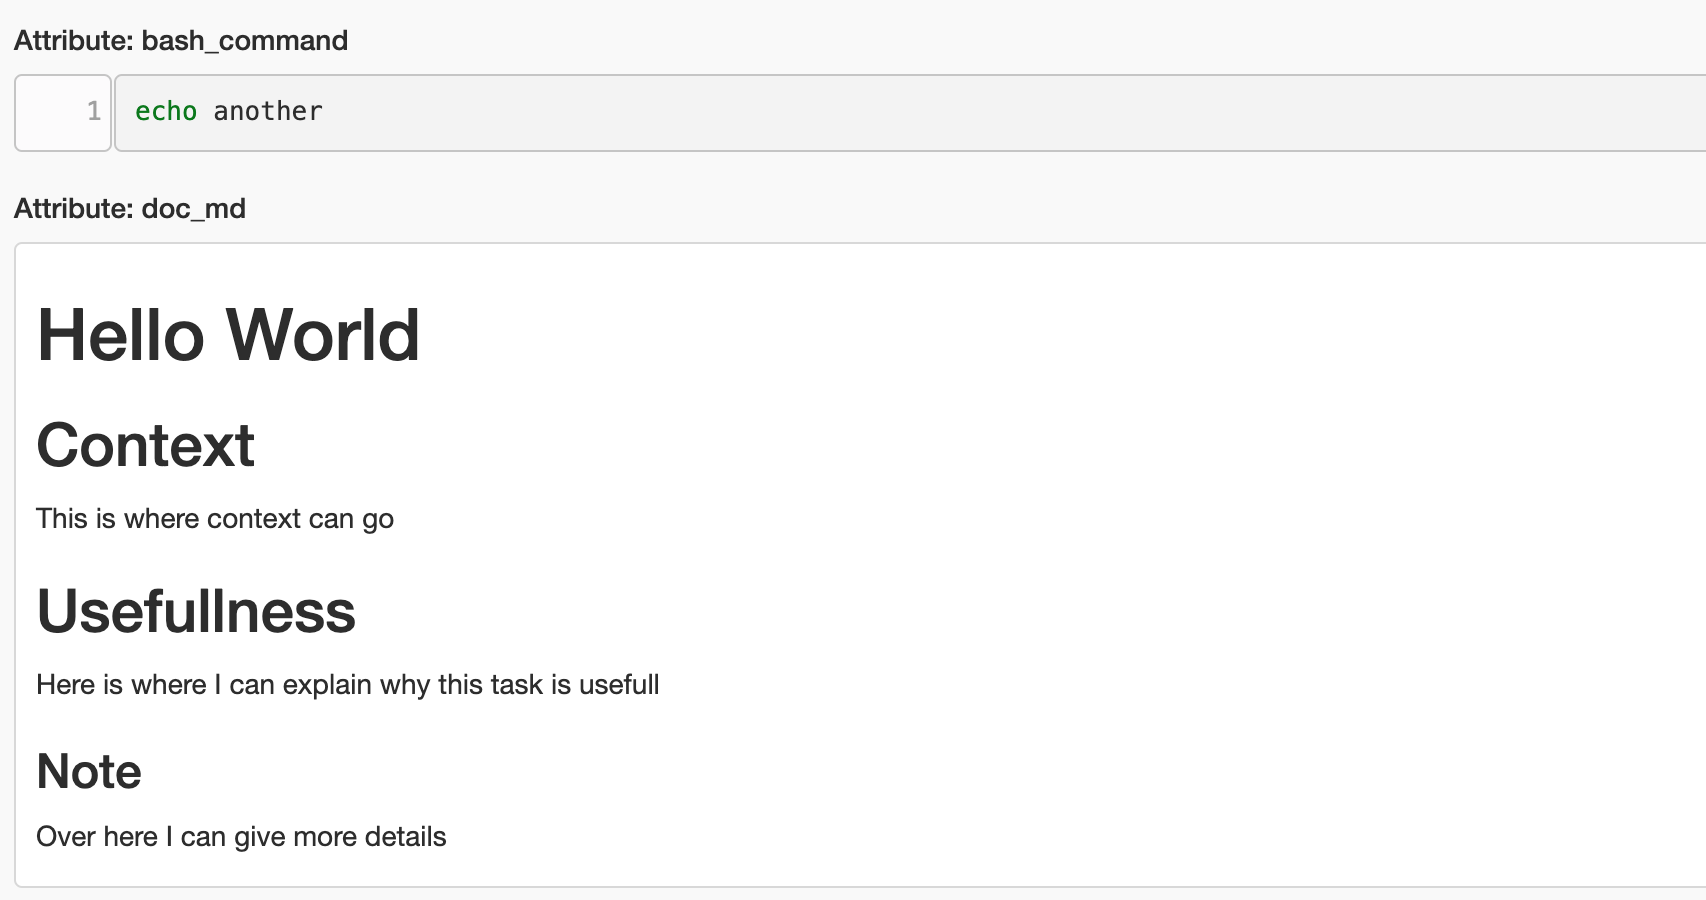 Attribute: bash_command
1 echo another
Attribute: doc_md
Hello World
Context
This is where context can go
Usefullness
Here is where I can explain why this task is usefull
Note
Over here I can give more details